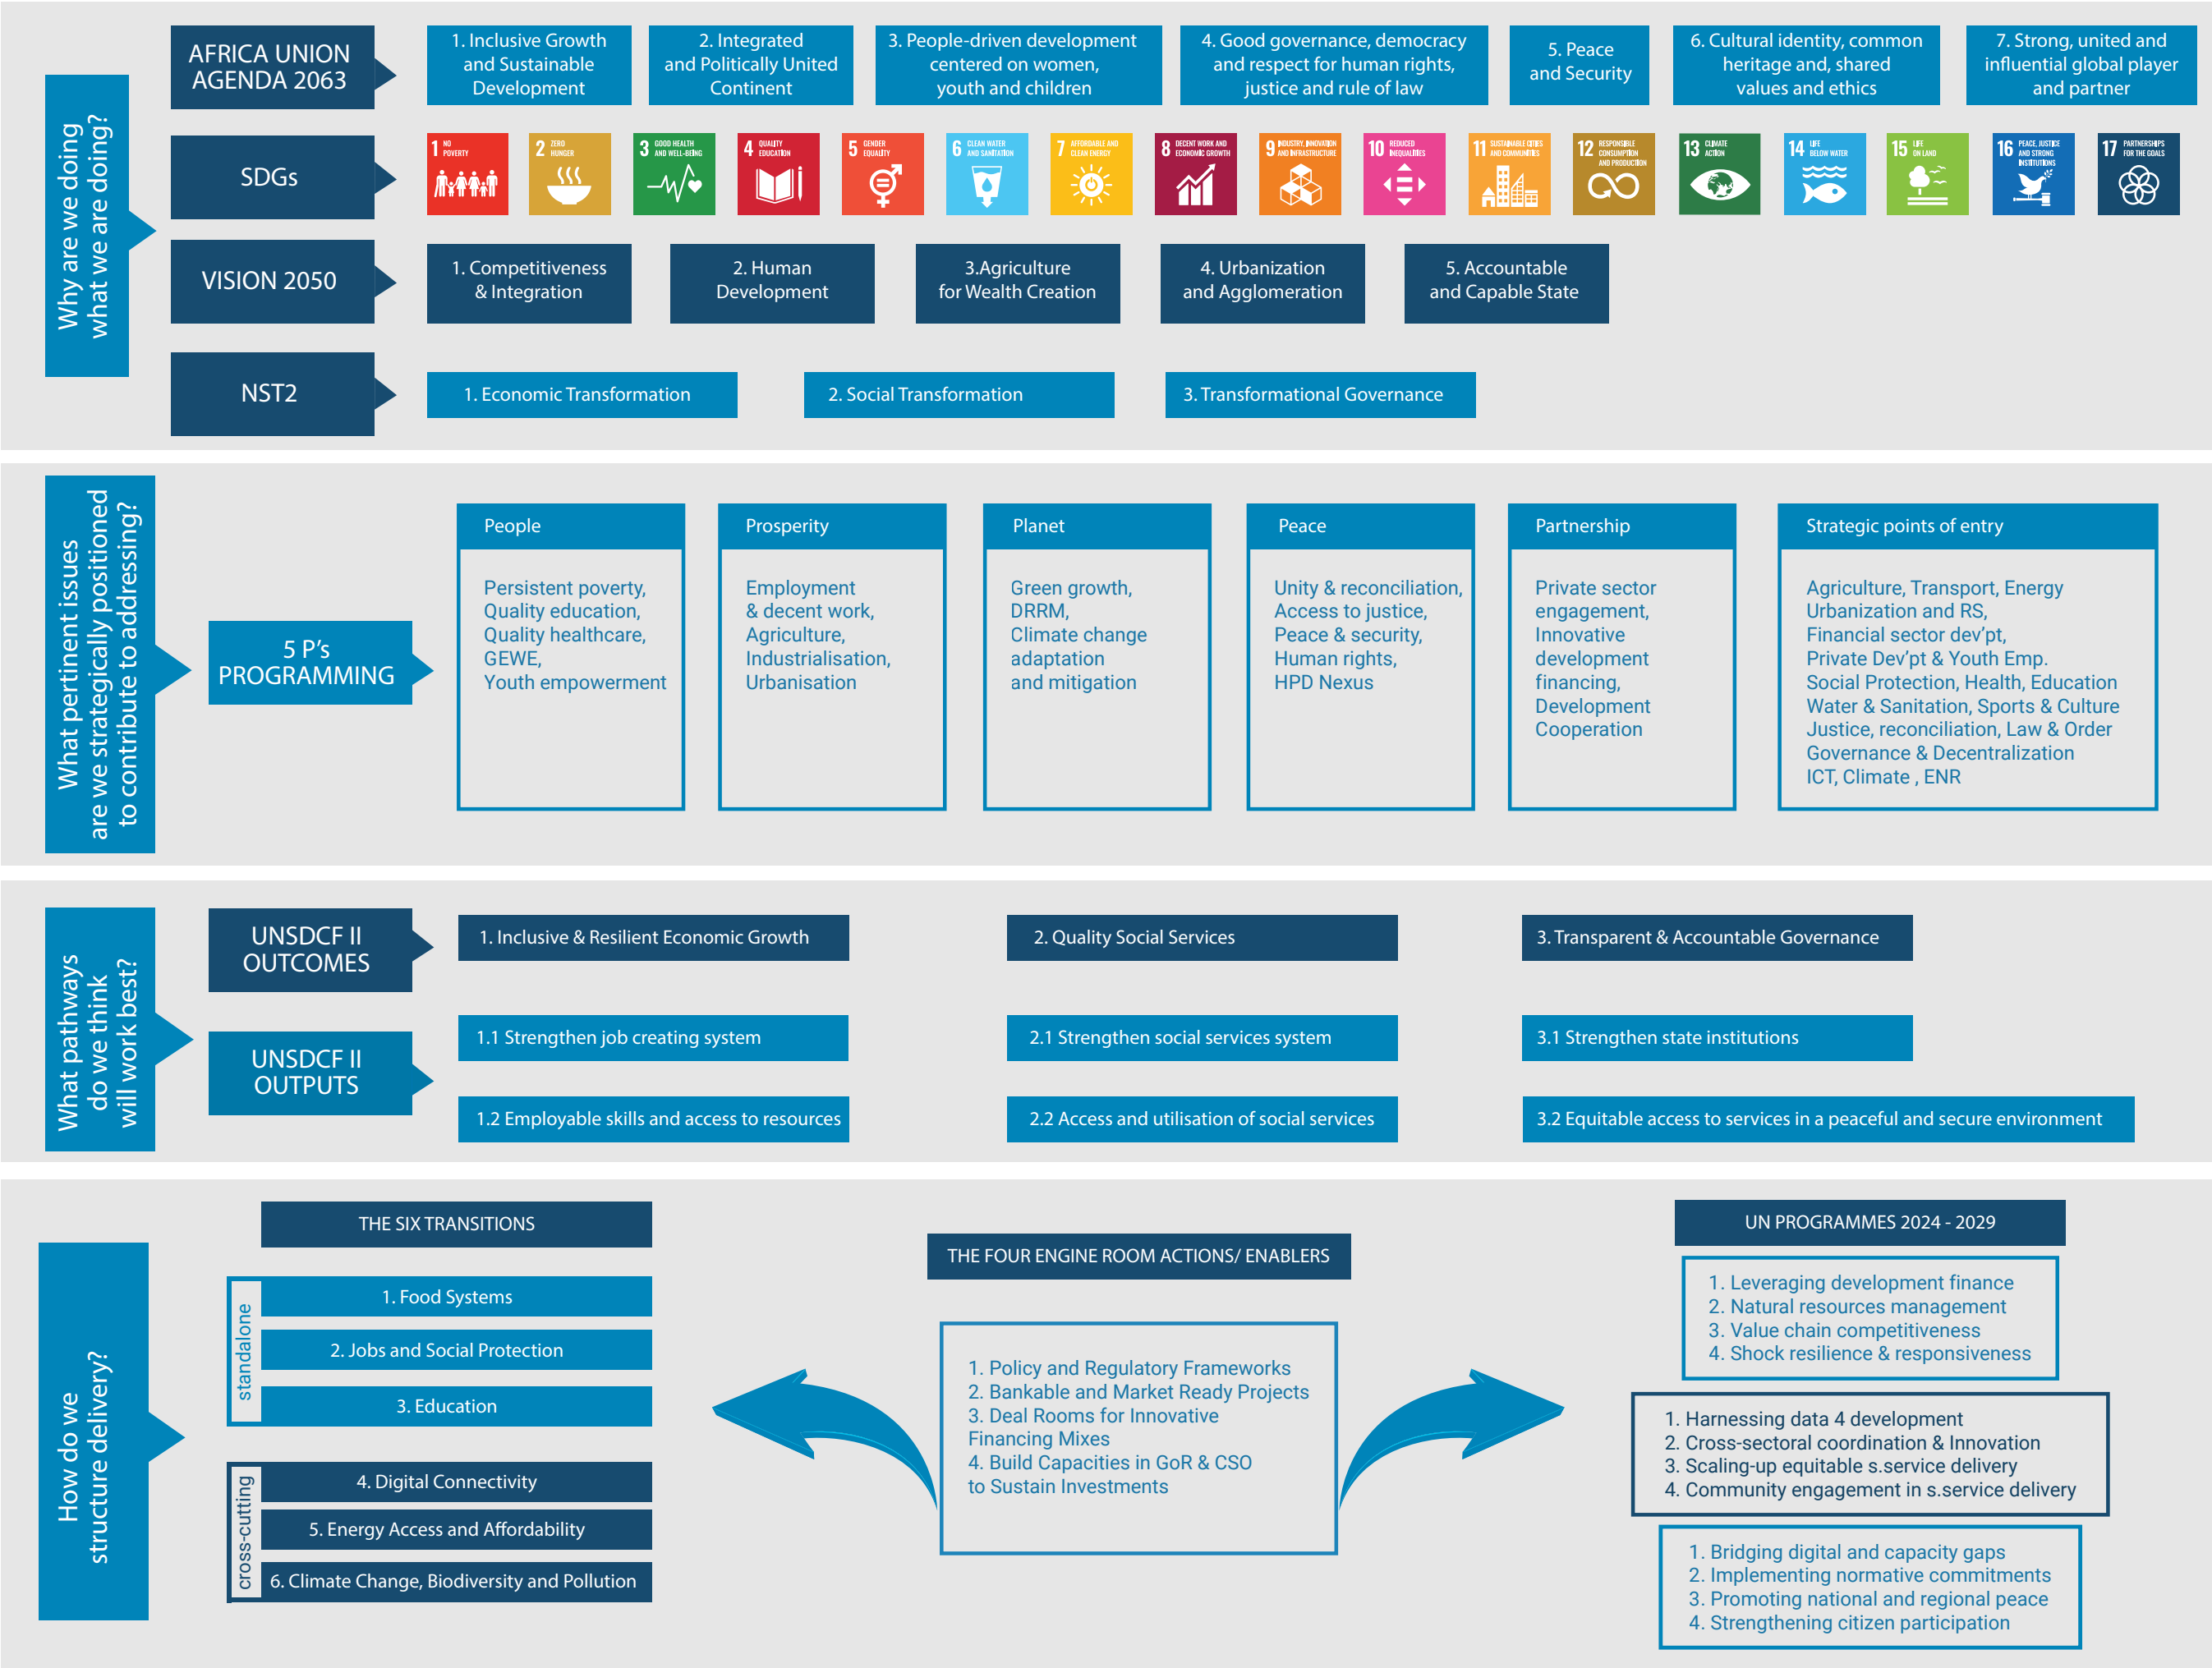 Why are we doing
what we are doing?
AFRICA UNION
AGENDA 2063
1. Inclusive Growth
and Sustainable
Development
2. Integrated
and Politically United
Continent
3. People-driven development
centered on women,
youth and children
4. Good governance, democracy
and respect for human rights,
justice and rule of law
5. Peace
and Security
6. Cultural identity, common
heritage and, shared
values and ethics
7. Strong, united and
influential global player
and partner
SDGs
1 NO
POVERTY
2 ZERO
HUNGER
3 GOOD HEALTH
AND WELL-BEING
4 QUALITY
EDUCATION
5 GENDER
EQUALITY
6 CLEAN WATER
AND SANITATION
7 AFFORDABLE AND
CLEAN ENERGY
8 DECENT WORK AND
ECONOMIC GROWTH
9 INDUSTRY, INNOVATION
AND INFRASTRUCTURE
10 REDUCED
INEQUALITIES
11 SUSTAINABLE CITIES
AND COMMUNITIES
12 RESPONSIBLE
CONSUMPTION
AND PRODUCTION
13 CLIMATE
ACTION
14 LIFE
BELOW WATER
15 LIFE
ON LAND
16 PEACE, JUSTICE
AND STRONG
INSTITUTIONS
17 PARTNERSHIPS
FOR THE GOALS
VISION 2050
1. Competitiveness
& Integration
2. Human
Development
3.Agriculture
for Wealth Creation
4. Urbanization
and Agglomeration
5. Accountable
and Capable State
NST2
1. Economic Transformation
2. Social Transformation
3. Transformational Governance
What pertinent issues
are we strategically positioned
to contribute to addressing?
5 P's
PROGRAMMING
People
Persistent poverty,
Quality education,
Quality healthcare,
GEWE,
Youth empowerment
Prosperity
Employment
& decent work,
Agriculture,
Industrialisation,
Urbanisation
Planet
Green growth,
DRRM,
Climate change
adaptation
and mitigation
Peace
Unity & reconciliation,
Access to justice,
Peace & security,
Human rights,
HPD Nexus
Partnership
Private sector
engagement,
Innovative
development
financing,
Development
Cooperation
Strategic points of entry
Agriculture, Transport, Energy
Urbanization and RS,
Financial sector dev'pt,
Private Dev'pt & Youth Emp.
Social Protection, Health, Education
Water & Sanitation, Sports & Culture
Justice, reconciliation, Law & Order
Governance & Decentralization
ICT, Climate , ENR
What pathways
do we think
will work best?
UNSDCF II
OUTCOMES
1. Inclusive & Resilient Economic Growth
2. Quality Social Services
3. Transparent & Accountable Governance
UNSDCF II
OUTPUTS
1.1 Strengthen job creating system
2.1 Strengthen social services system
3.1 Strengthen state institutions
1.2 Employable skills and access to resources
2.2 Access and utilisation of social services
3.2 Equitable access to services in a peaceful and secure environment
How do we
structure delivery?
THE SIX TRANSITIONS
standalone
1. Food Systems
2. Jobs and Social Protection
3. Education
cross-cutting
4. Digital Connectivity
5. Energy Access and Affordability
6. Climate Change, Biodiversity and Pollution
THE FOUR ENGINE ROOM ACTIONS/ ENABLERS
1. Policy and Regulatory Frameworks
2. Bankable and Market Ready Projects
3. Deal Rooms for Innovative
Financing Mixes
4. Build Capacities in GoR & CSO
to Sustain Investments
UN PROGRAMMES 2024 - 2029
1. Leveraging development finance
2. Natural resources management
3. Value chain competitiveness
4. Shock resilience & responsiveness
1. Harnessing data 4 development
2. Cross-sectoral coordination & Innovation
3. Scaling-up equitable s.service delivery
4. Community engagement in s.service delivery
1. Bridging digital and capacity gaps
2. Implementing normative commitments
3. Promoting national and regional peace
4. Strengthening citizen participation